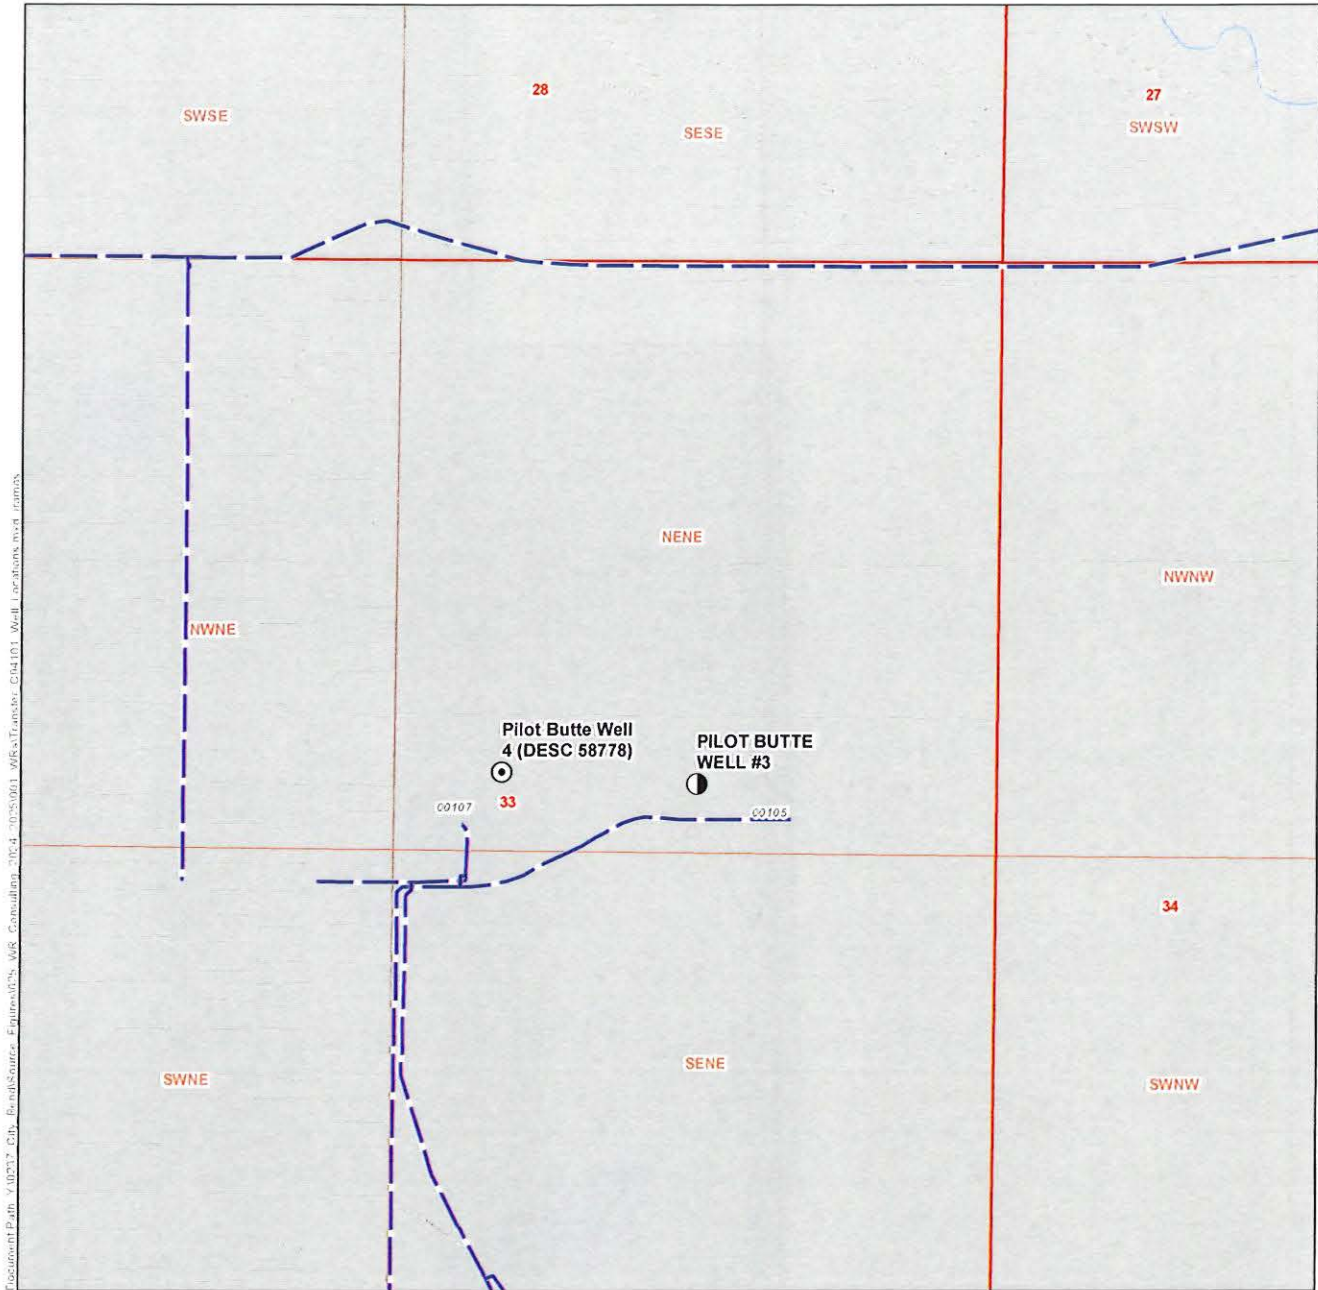 28
27
SWSE
SESE
SWSW
NENE
NWNW
NWNE
Pilot Butte Well
4 (DESC 58778)
PILOT BUTTE
WELL #3
00107
33
00105
34
SWNE
SENE
SWNW